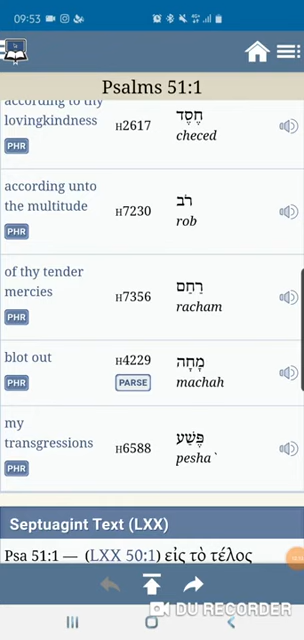 09:53
Psalms 51:1
according to thy
lovingkindness
PHR
H2617
חֶסֶד
checed
according unto
the multitude
PHR
H7230
רֹב
rob
of thy tender
mercies
PHR
H7356
רַחַם
racham
blot out
PHR
H4229
PARSE
מָחָה
machah
my
transgressions
PHR
H6588
פֶּשַׁע
pesha`
Septuagint Text (LXX)
Psa 51:1 — (LXX 50:1) εἰς τὸ τέλος
DU RECORDER